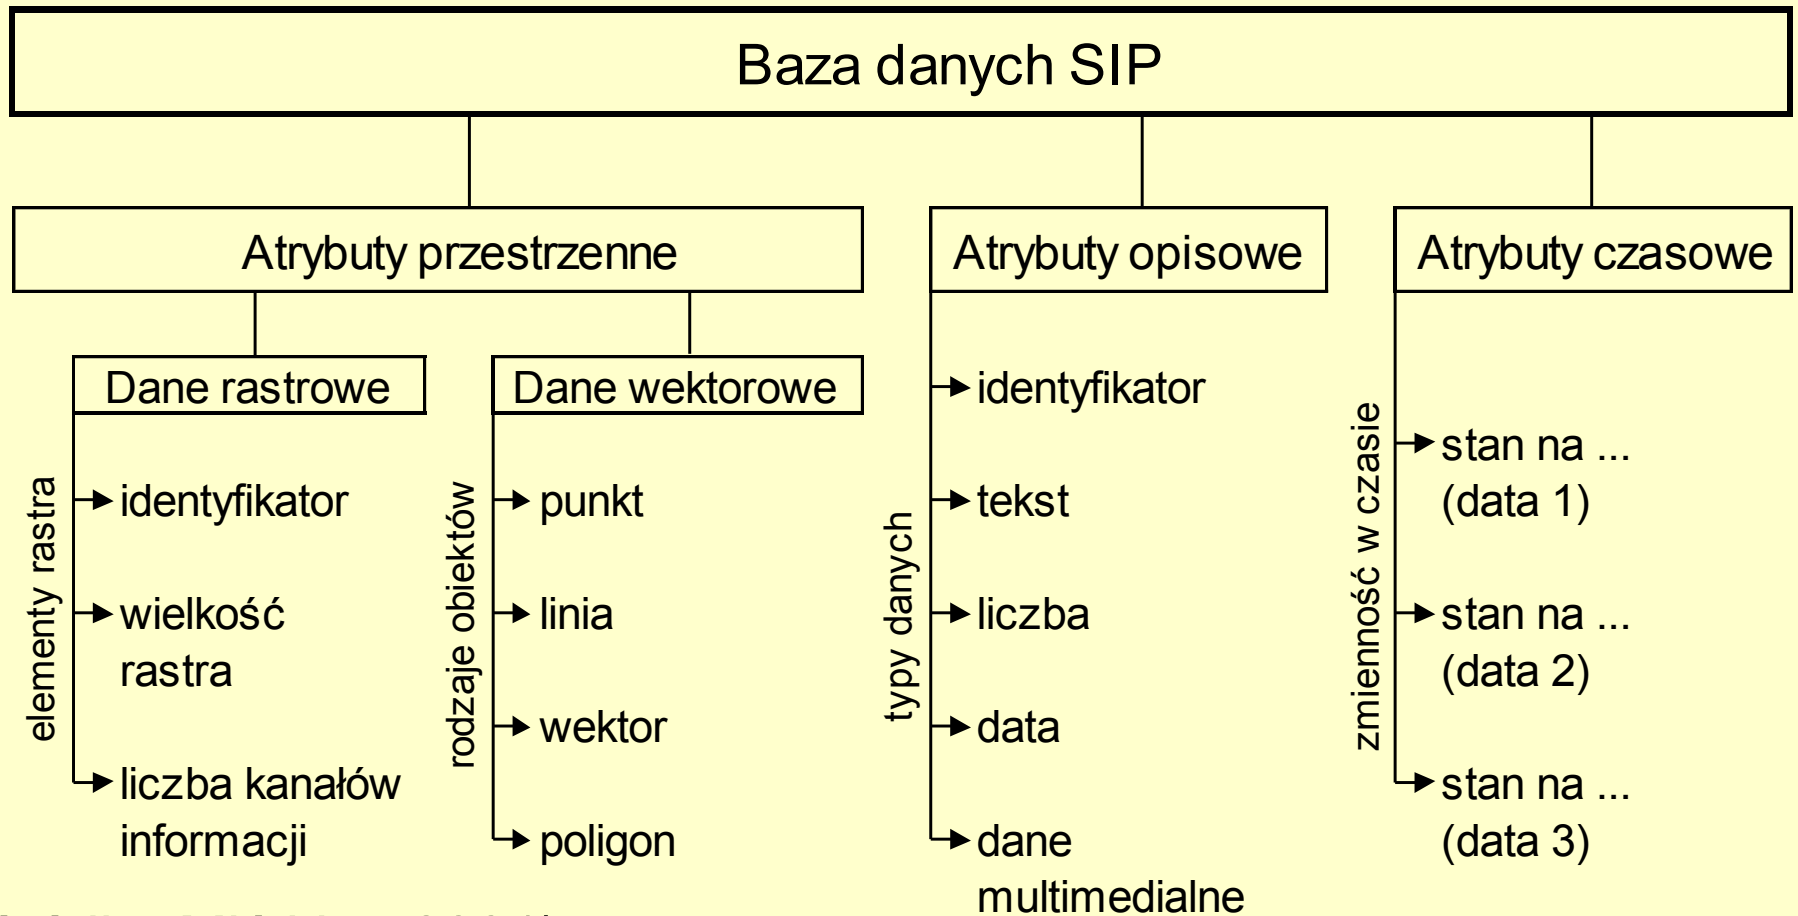 Baza danych SIP
Atrybuty przestrzenne
Atrybuty opisowe
Atrybuty czasowe
Dane rastrowe
Dane wektorowe
elementy rastra
identyfikator
wielkość
rastra
liczba kanałów
informacji
rodzaje obiektów
punkt
linia
wektor
poligon
typy danych
identyfikator
tekst
liczba
data
dane
multimedialne
zmienność w czasie
stan na ...
(data 1)
stan na ...
(data 2)
stan na ...
(data 3)